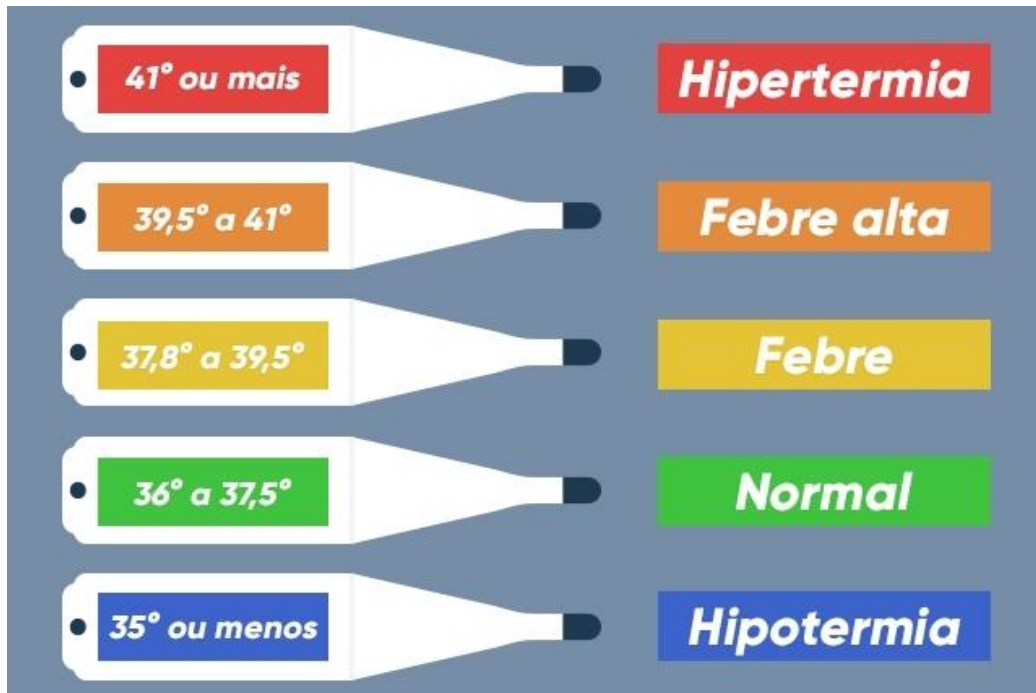 41° ou mais
Hipertermia
39,5° a 41°
Febre alta
37,8° a 39,5°
Febre
36° a 37,5°
Normal
35° ou menos
Hipotermia